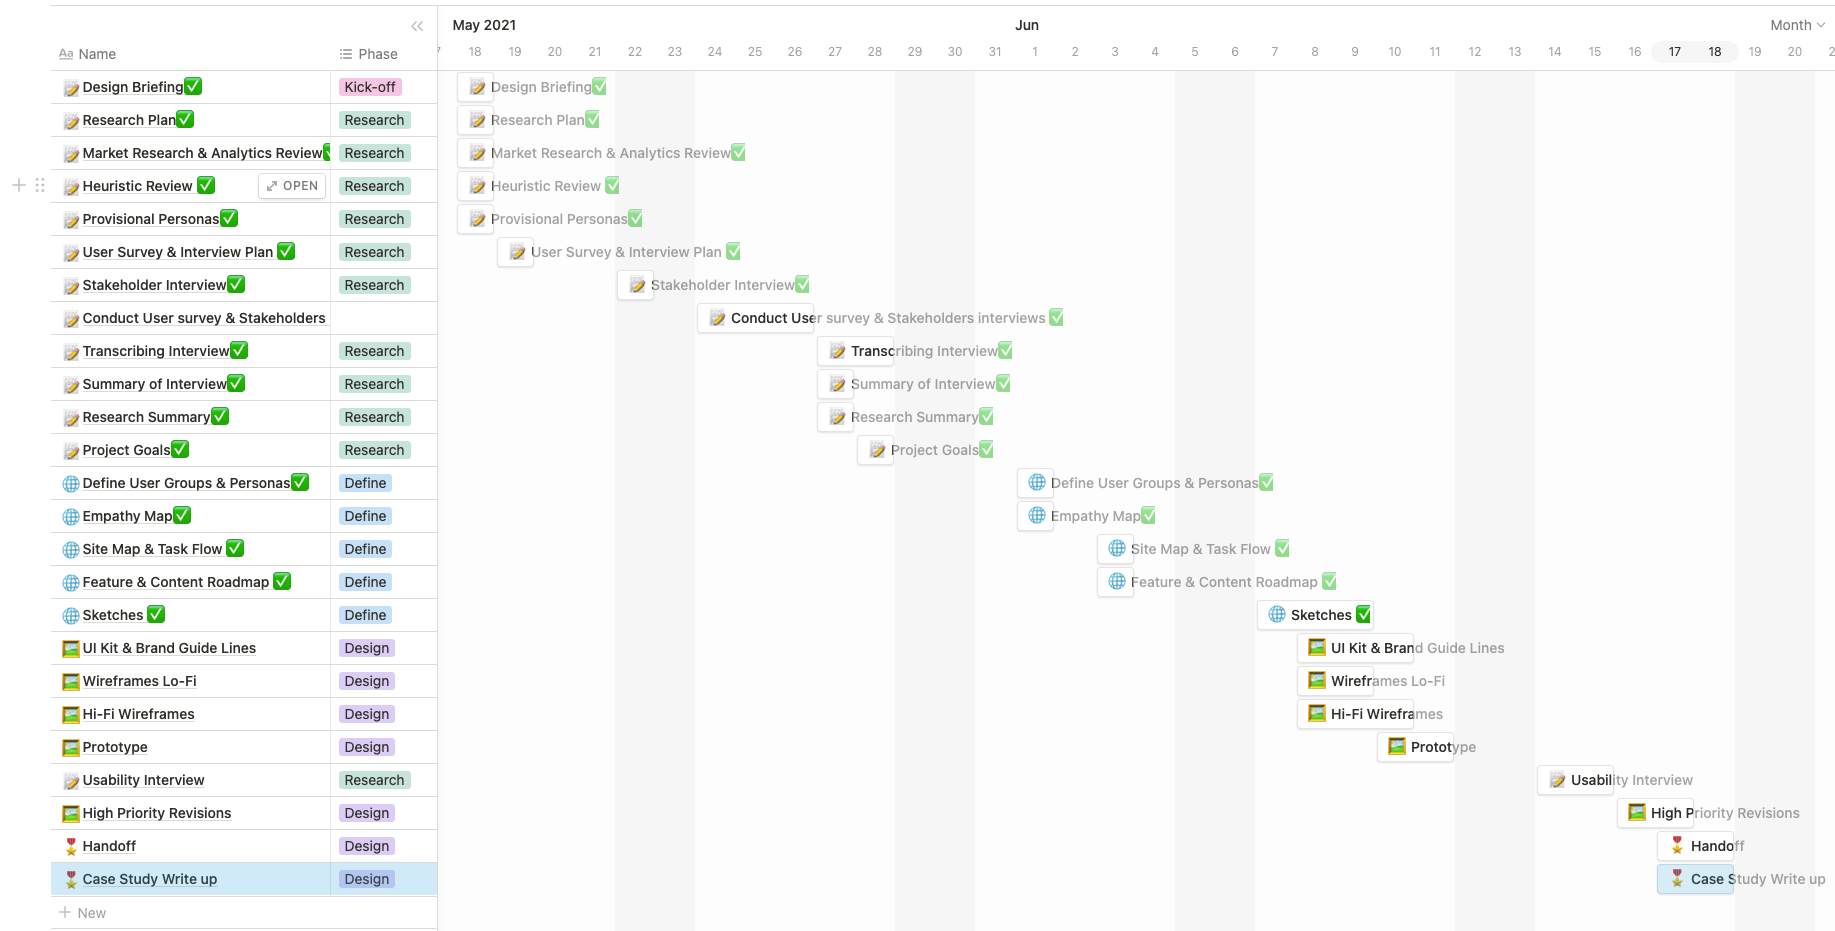 May 2021 Jun Month
Aa Name Phase
7 18 19 20 21 22 23 24 25 26 27 28 29 30 31 1 2 3 4 5 6 7 8 9 10 11 12 13 14 15 16 17 18 19 20 2
Design Briefing✅ Kick-off Design Briefing✅
Research Plan✅ Research Research Plan✅
Market Research & Analytics Review✅ Research Market Research & Analytics Review✅
Heuristic Review ✅ OPEN Research Heuristic Review ✅
Provisional Personas✅ Research Provisional Personas✅
User Survey & Interview Plan ✅ Research User Survey & Interview Plan ✅
Stakeholder Interview✅ Research Stakeholder Interview✅
Conduct User survey & Stakeholders Conduct User survey & Stakeholders interviews ✅
Transcribing Interview✅ Research Transcribing Interview✅
Summary of Interview✅ Research Summary of Interview✅
Research Summary✅ Research Research Summary✅
Project Goals✅ Research Project Goals✅
Define User Groups & Personas✅ Define Define User Groups & Personas✅
Empathy Map✅ Define Empathy Map✅
Site Map & Task Flow ✅ Define Site Map & Task Flow ✅
Feature & Content Roadmap ✅ Define Feature & Content Roadmap ✅
Sketches ✅ Define Sketches ✅
UI Kit & Brand Guide Lines Design UI Kit & Brand Guide Lines
Wireframes Lo-Fi Design Wireframes Lo-Fi
Hi-Fi Wireframes Design Hi-Fi Wireframes
Prototype Design Prototype
Usability Interview Research Usability Interview
High Priority Revisions Design High Priority Revisions
Handoff Design Handoff
Case Study Write up Design Case Study Write up
+ New